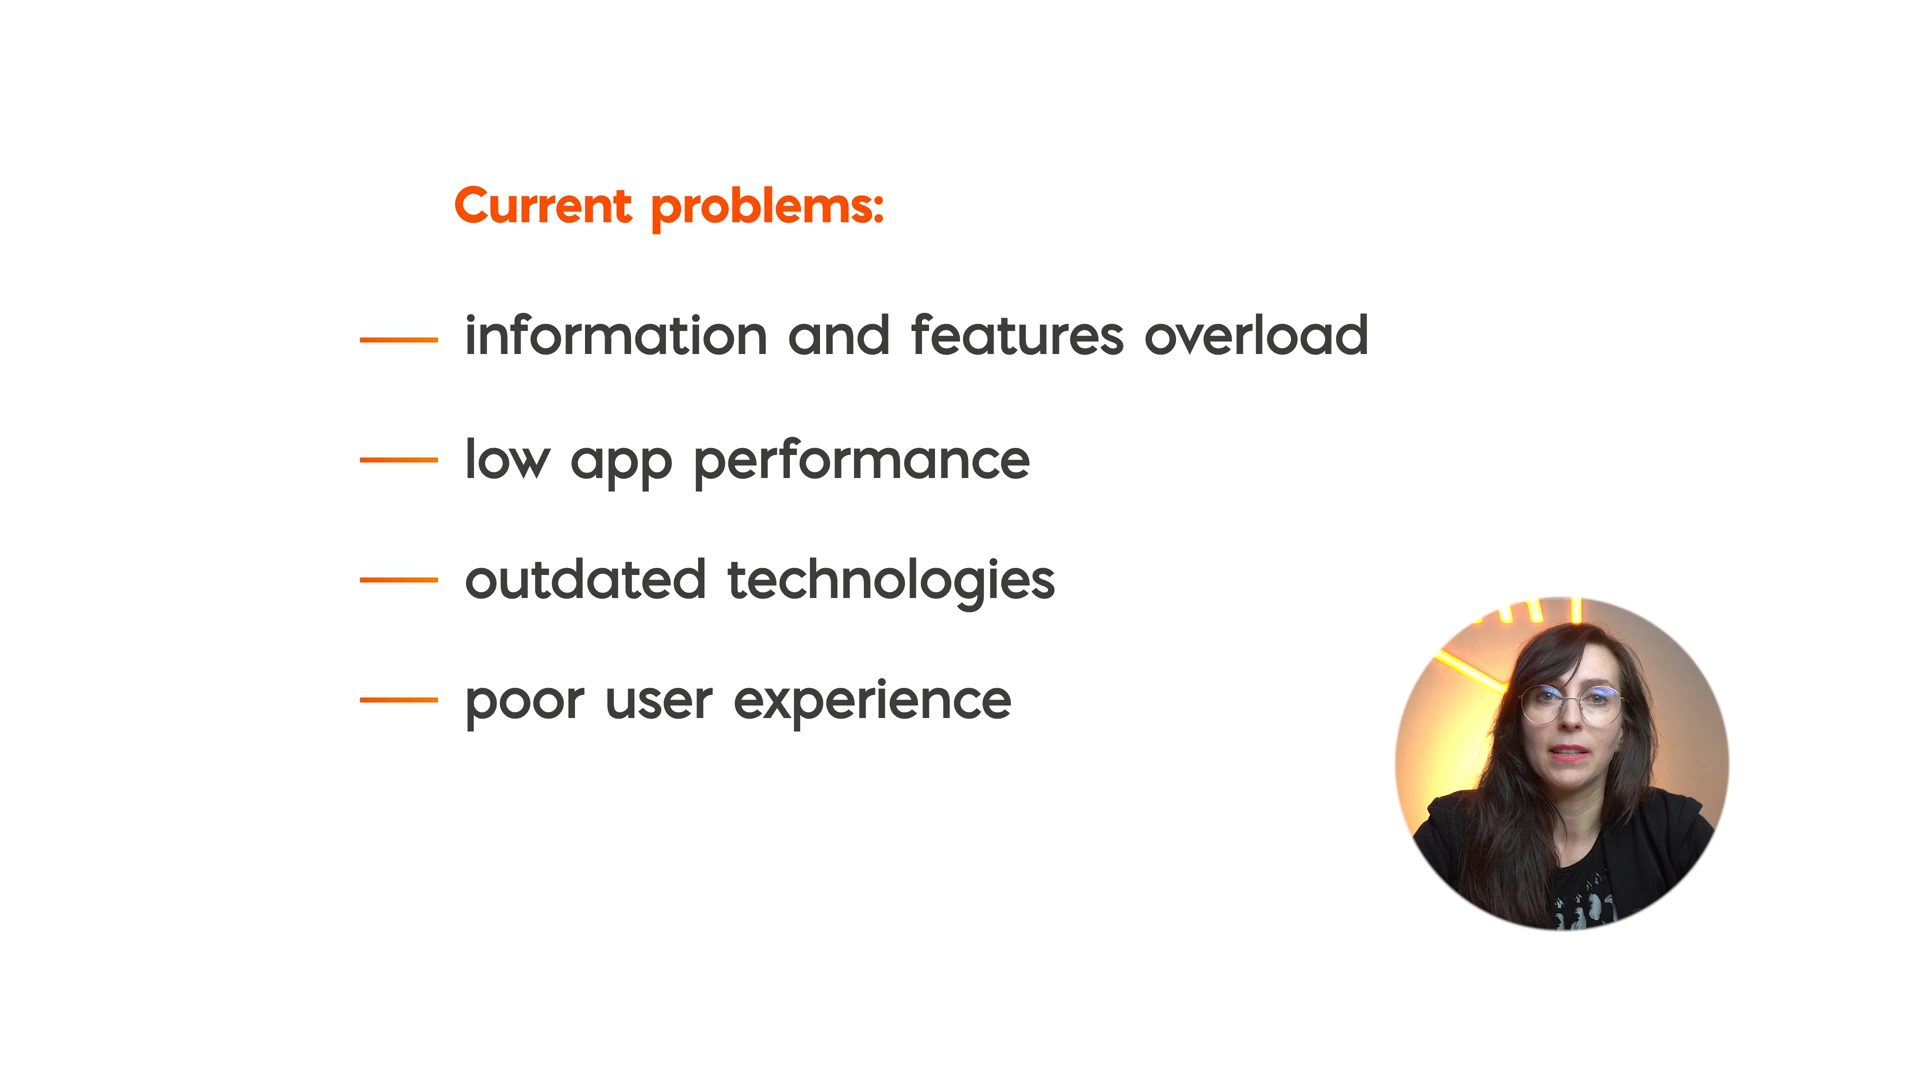 Current problems:
information and features overload
low app performance
outdated technologies
poor user experience